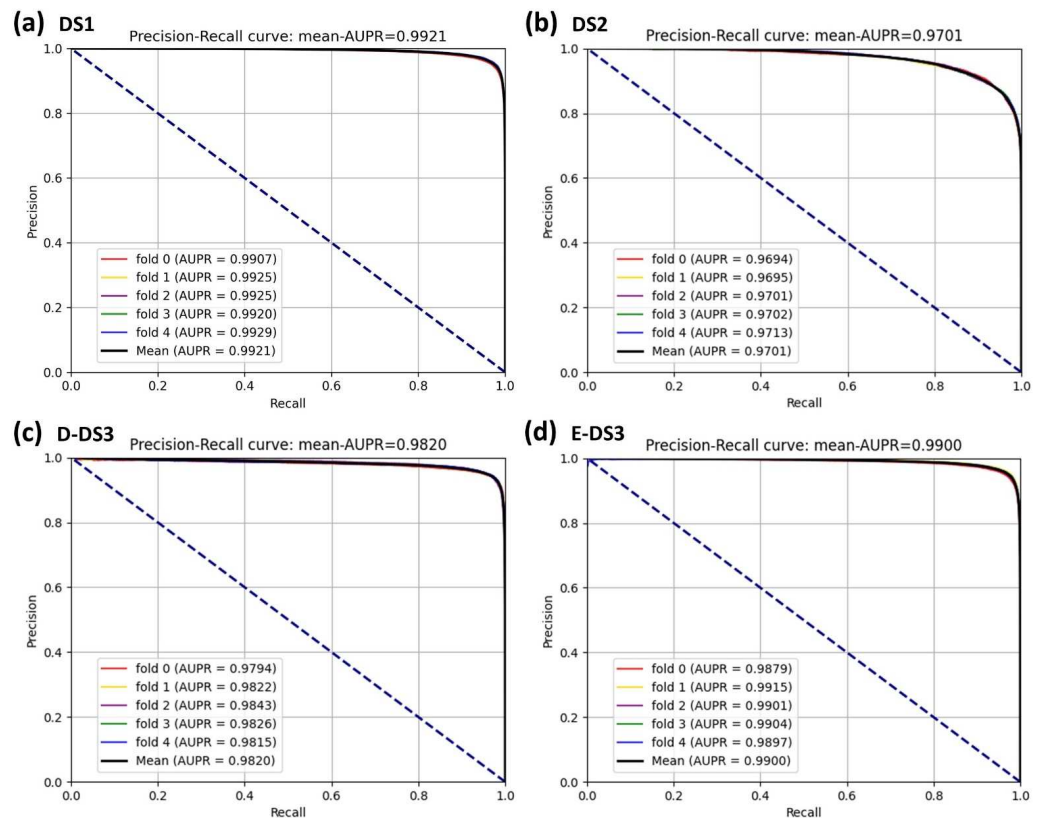 (a) DS1
Precision-Recall curve: mean-AUPR=0.9921
1.0
0.8
0.6
0.4
0.2
0.0
Precision
fold 0 (AUPR = 0.9907)
fold 1 (AUPR = 0.9925)
fold 2 (AUPR = 0.9925)
fold 3 (AUPR = 0.9920)
fold 4 (AUPR = 0.9929)
Mean (AUPR = 0.9921)
0.0 0.2 0.4 0.6 0.8 1.0
Recall
(b) DS2
Precision-Recall curve: mean-AUPR=0.9701
1.0
0.8
0.6
0.4
0.2
0.0
Precision
fold 0 (AUPR = 0.9694)
fold 1 (AUPR = 0.9695)
fold 2 (AUPR = 0.9701)
fold 3 (AUPR = 0.9702)
fold 4 (AUPR = 0.9713)
Mean (AUPR = 0.9701)
0.0 0.2 0.4 0.6 0.8 1.0
Recall
(c) D-DS3
Precision-Recall curve: mean-AUPR=0.9820
1.0
0.8
0.6
0.4
0.2
0.0
Precision
fold 0 (AUPR = 0.9794)
fold 1 (AUPR = 0.9822)
fold 2 (AUPR = 0.9843)
fold 3 (AUPR = 0.9826)
fold 4 (AUPR = 0.9815)
Mean (AUPR = 0.9820)
0.0 0.2 0.4 0.6 0.8 1.0
Recall
(d) E-DS3
Precision-Recall curve: mean-AUPR=0.9900
1.0
0.8
0.6
0.4
0.2
0.0
Precision
fold 0 (AUPR = 0.9879)
fold 1 (AUPR = 0.9915)
fold 2 (AUPR = 0.9901)
fold 3 (AUPR = 0.9904)
fold 4 (AUPR = 0.9897)
Mean (AUPR = 0.9900)
0.0 0.2 0.4 0.6 0.8 1.0
Recall